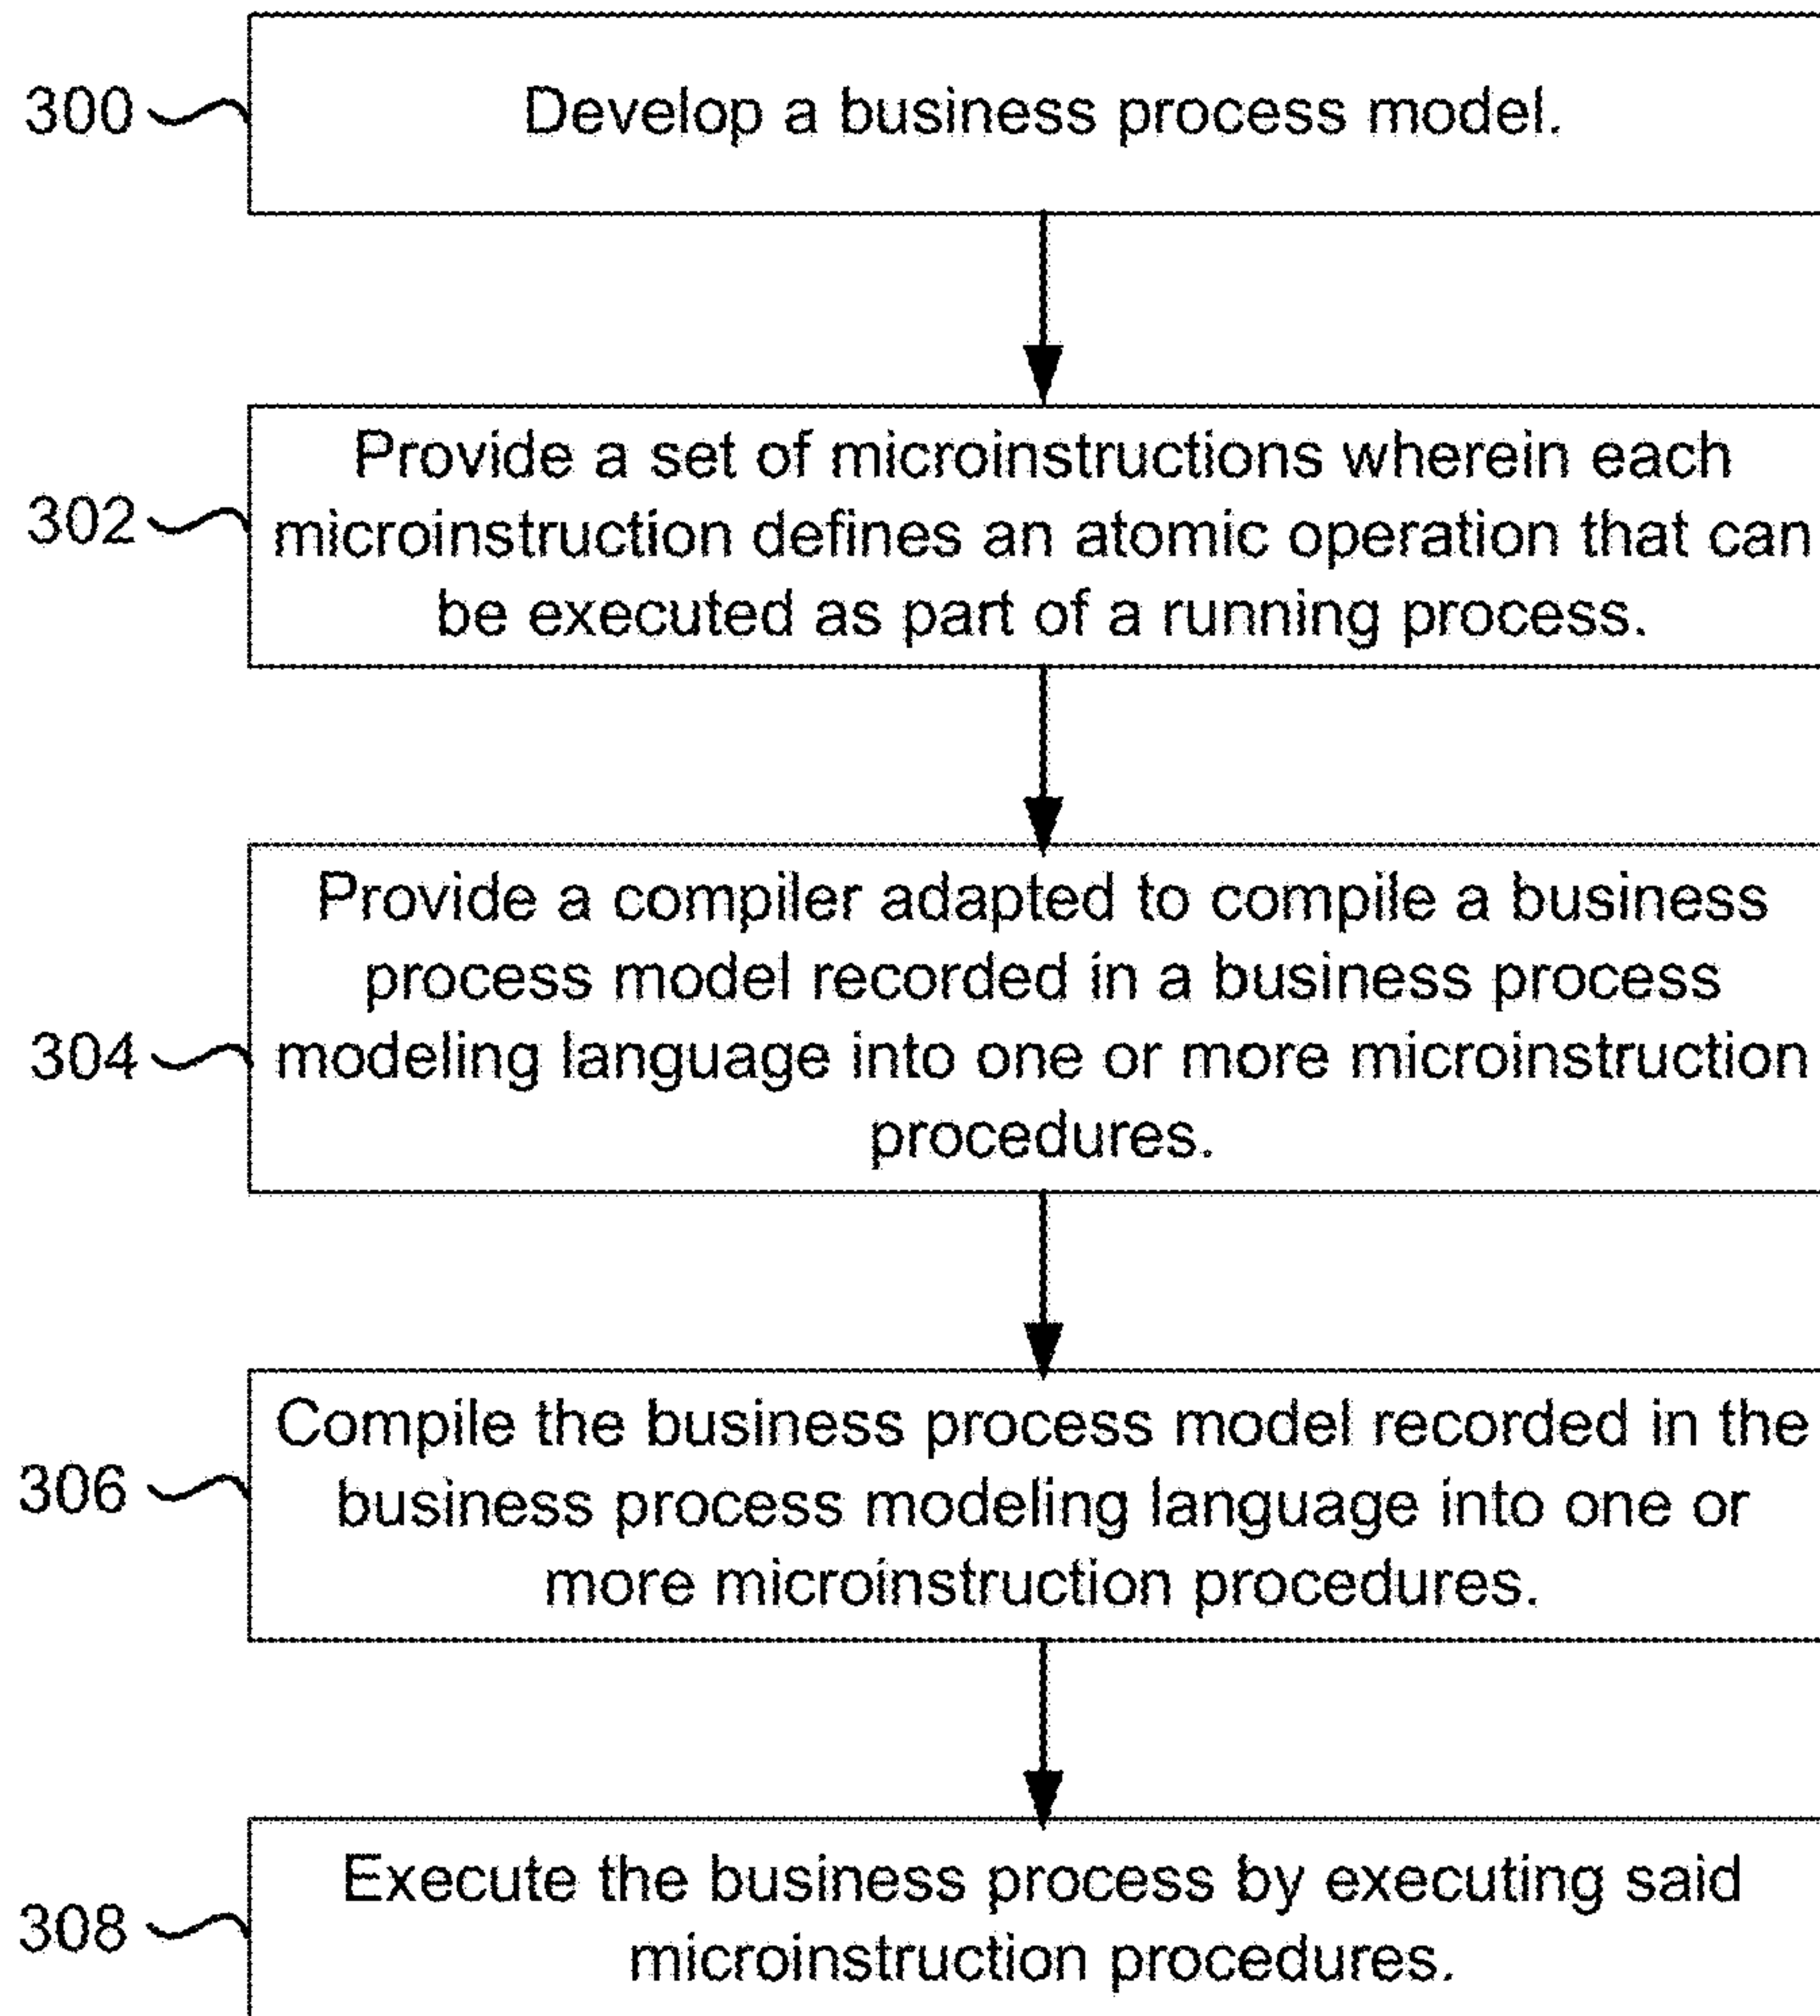 300
Develop a business process model.
Provide a set of microinstructions wherein each
302
microinstruction defines an atomic operation that can
be executed as part of a running process.
Provide a compiler adapted to compile a business
process model recorded in a business process
304
modeling language into one or more microinstruction
procedures.
Compile the business process model recorded in the
306
business process modeling language into one or
more microinstruction procedures.
Execute the business process by executing said
308
microinstruction procedures.